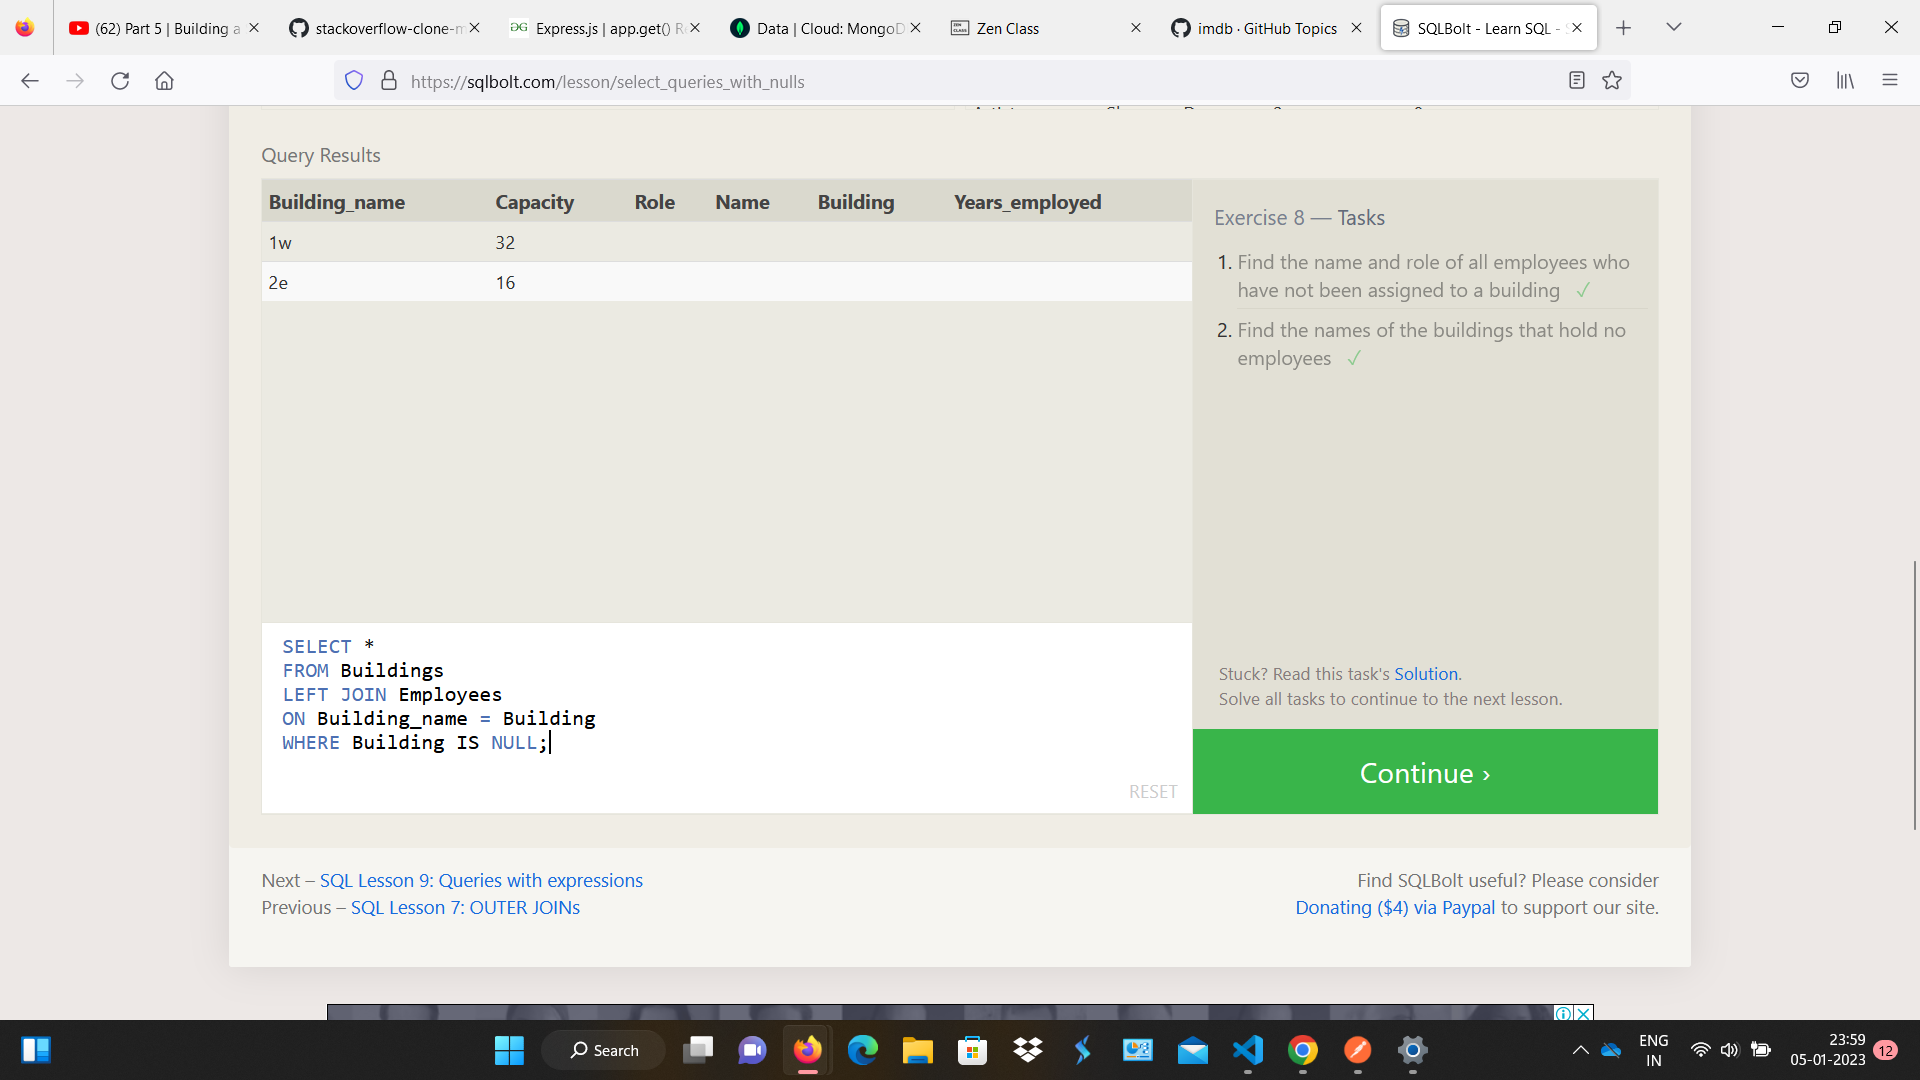 (62) Part 5 | Building a
stackoverflow-clone-m
Express.js | app.get() R
Data | Cloud: MongoD
Zen Class
imdb · GitHub Topics
SQLBolt - Learn SQL -
https://sqlbolt.com/lesson/select_queries_with_nulls
Query Results
Building_name Capacity Role Name Building Years_employed
1w 32
2e 16
Exercise 8 — Tasks
1. Find the name and role of all employees who
have not been assigned to a building ✓
2. Find the names of the buildings that hold no
employees ✓
SELECT *
FROM Buildings
LEFT JOIN Employees
ON Building_name = Building
WHERE Building IS NULL;
RESET
Stuck? Read this task's Solution.
Solve all tasks to continue to the next lesson.
Continue ›
Next – SQL Lesson 9: Queries with expressions
Previous – SQL Lesson 7: OUTER JOINs
Find SQLBolt useful? Please consider
Donating ($4) via Paypal to support our site.
Search
ENG
IN
23:59
05-01-2023
12